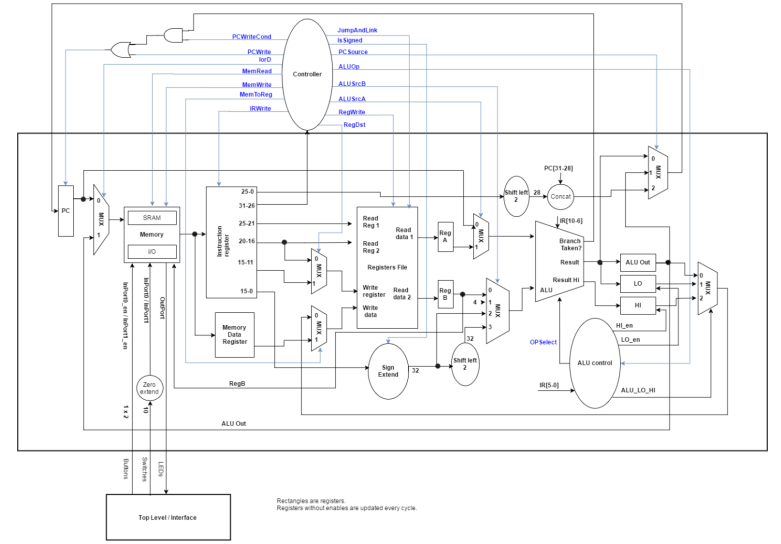 JumpAndLink
IsSigned
PCWriteCond
PCSource
PCWrite
IorD
ALUOp
MemRead
Controller
MemWrite
ALUSrcB
MemToReg
ALUSrcA
IRWrite
RegWrite
RegDst
PC[31-28]
0
MUX
1
2
25-0
Shift left
2
28
Concat
31-26
PC
0
MUX
1
SRAM
Memory
I/O
Instruction
register
25-21
20-16
15-11
15-0
Read
Reg 1
Read
data 1
Read
Reg 2
Registers File
Write
register
Read
data 2
Write
data
Reg
A
Reg
B
0
MUX
1
IR[10-6]
Branch
Taken?
Result
Result Hi
ALU
ALU Out
LO
HI
0
1
MUX
2
0
MUX
1
0
MUX
1
0
4
1
MUX
2
3
Memory
Data
Register
HI_en
LO_en
OPSelect
ALU control
IR[5-0]
ALU_LO_HI
Sign
Extend
32
32
Shift left
2
RegB
InPort0_en / InPort1_en
InPort0 / InPort1
OutPort
Zero
extend
1 x 2
10
ALU Out
Buttons
Switches
LEDs
Top Level / Interface
Rectangles are registers.
Registers without enables are updated every cycle.